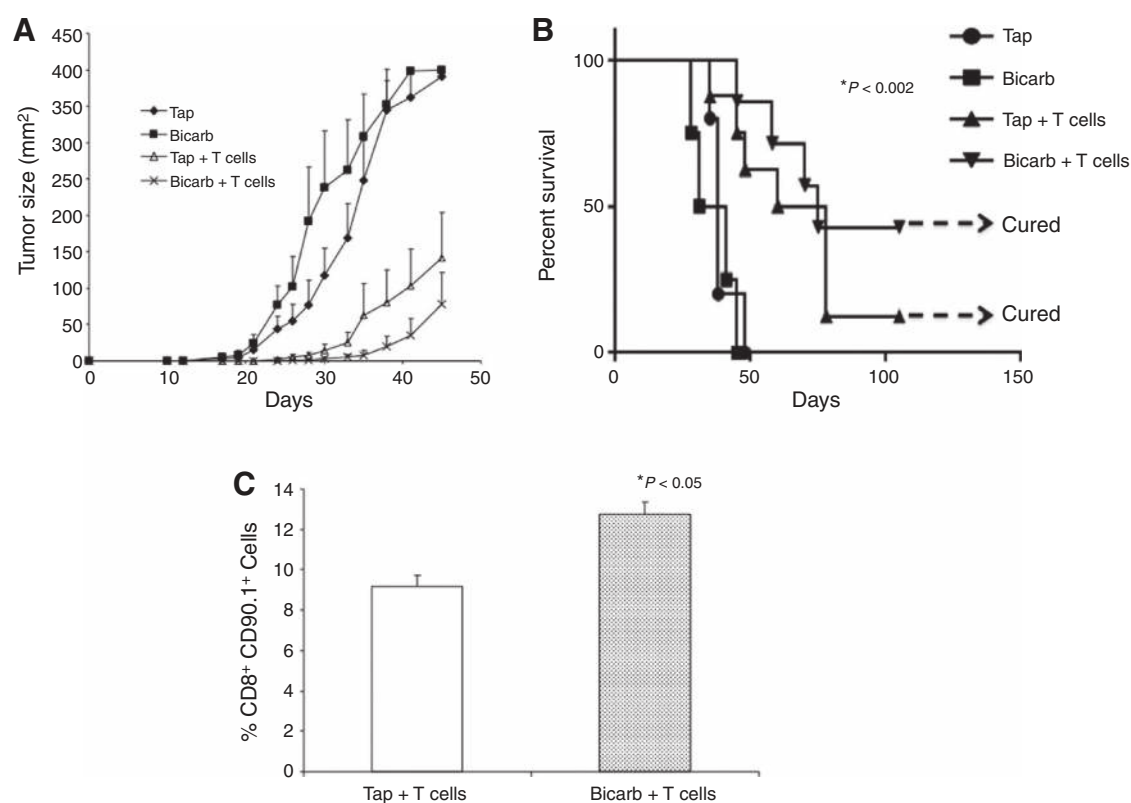 A
Tumor size (mm²)
450
400
350
300
250
200
150
100
50
0
Tap
Bicarb
Tap + T cells
Bicarb + T cells
0 10 20 30 40 50
Days
B
Percent survival
100
50
0
*P < 0.002
Tap
Bicarb
Tap + T cells
Bicarb + T cells
Cured
Cured
0 50 100 150
Days
C
% CD8⁺ CD90.1⁺ Cells
14
12
10
8
6
4
2
0
*P < 0.05
Tap + T cells Bicarb + T cells